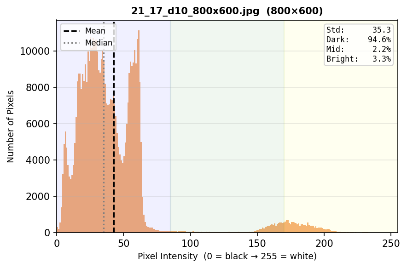 21_17_d10_800x600.jpg  (800×600)
Mean
Median
Std: 35.3
Dark: 94.6%
Mid: 2.2%
Bright: 3.3%
Number of Pixels
10000
8000
6000
4000
2000
0
0 50 100 150 200 250
Pixel Intensity  (0 = black → 255 = white)